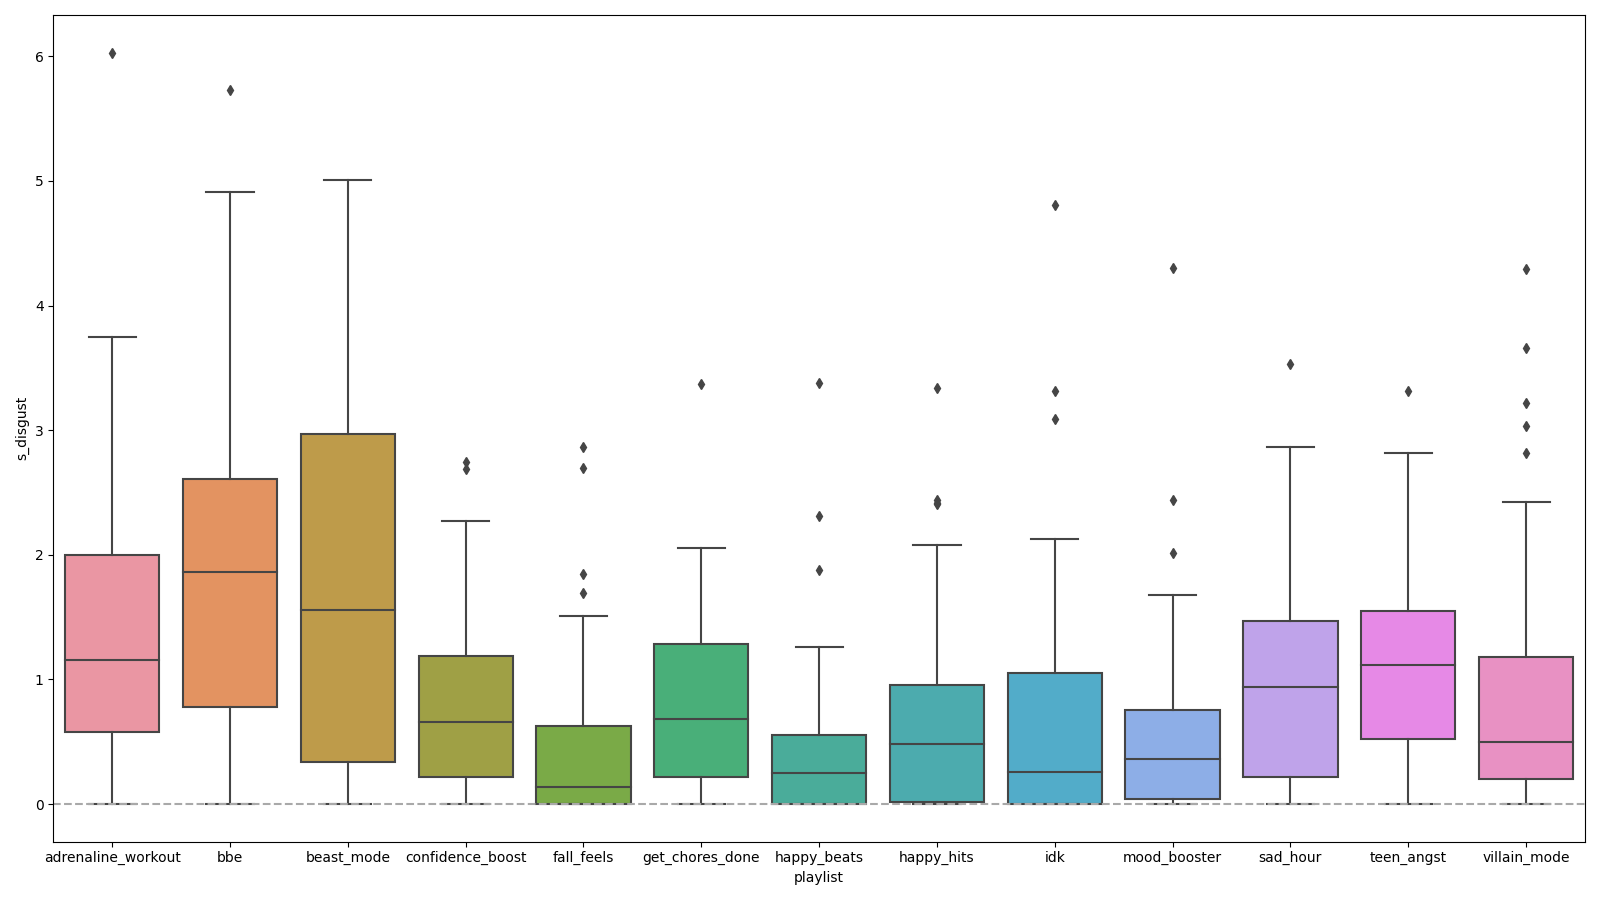 s_disgust
6
5
4
3
2
1
0
adrenaline_workout bbe beast_mode confidence_boost fall_feels get_chores_done happy_beats happy_hits idk mood_booster sad_hour teen_angst villain_mode
playlist